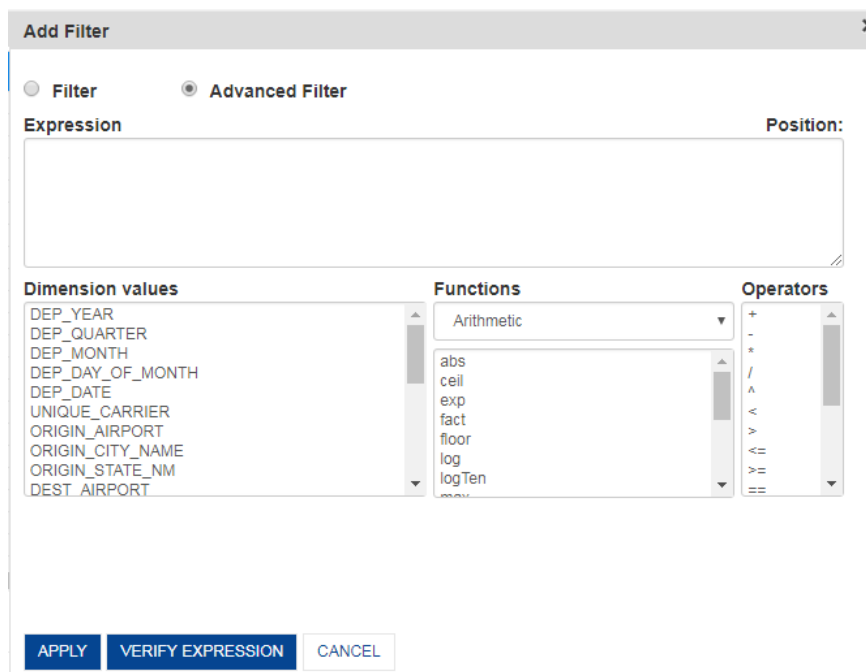 Add Filter
Filter
Advanced Filter
Expression
Position:
Dimension values
Functions
Operators
DEP_YEAR
DEP_QUARTER
DEP_MONTH
DEP_DAY_OF_MONTH
DEP_DATE
UNIQUE_CARRIER
ORIGIN_AIRPORT
ORIGIN_CITY_NAME
ORIGIN_STATE_NM
DEST_AIRPORT
Arithmetic
abs
ceil
exp
fact
floor
log
logTen
max
+
-
*
/
^
<
>
<=
>=
==
APPLY
VERIFY EXPRESSION
CANCEL